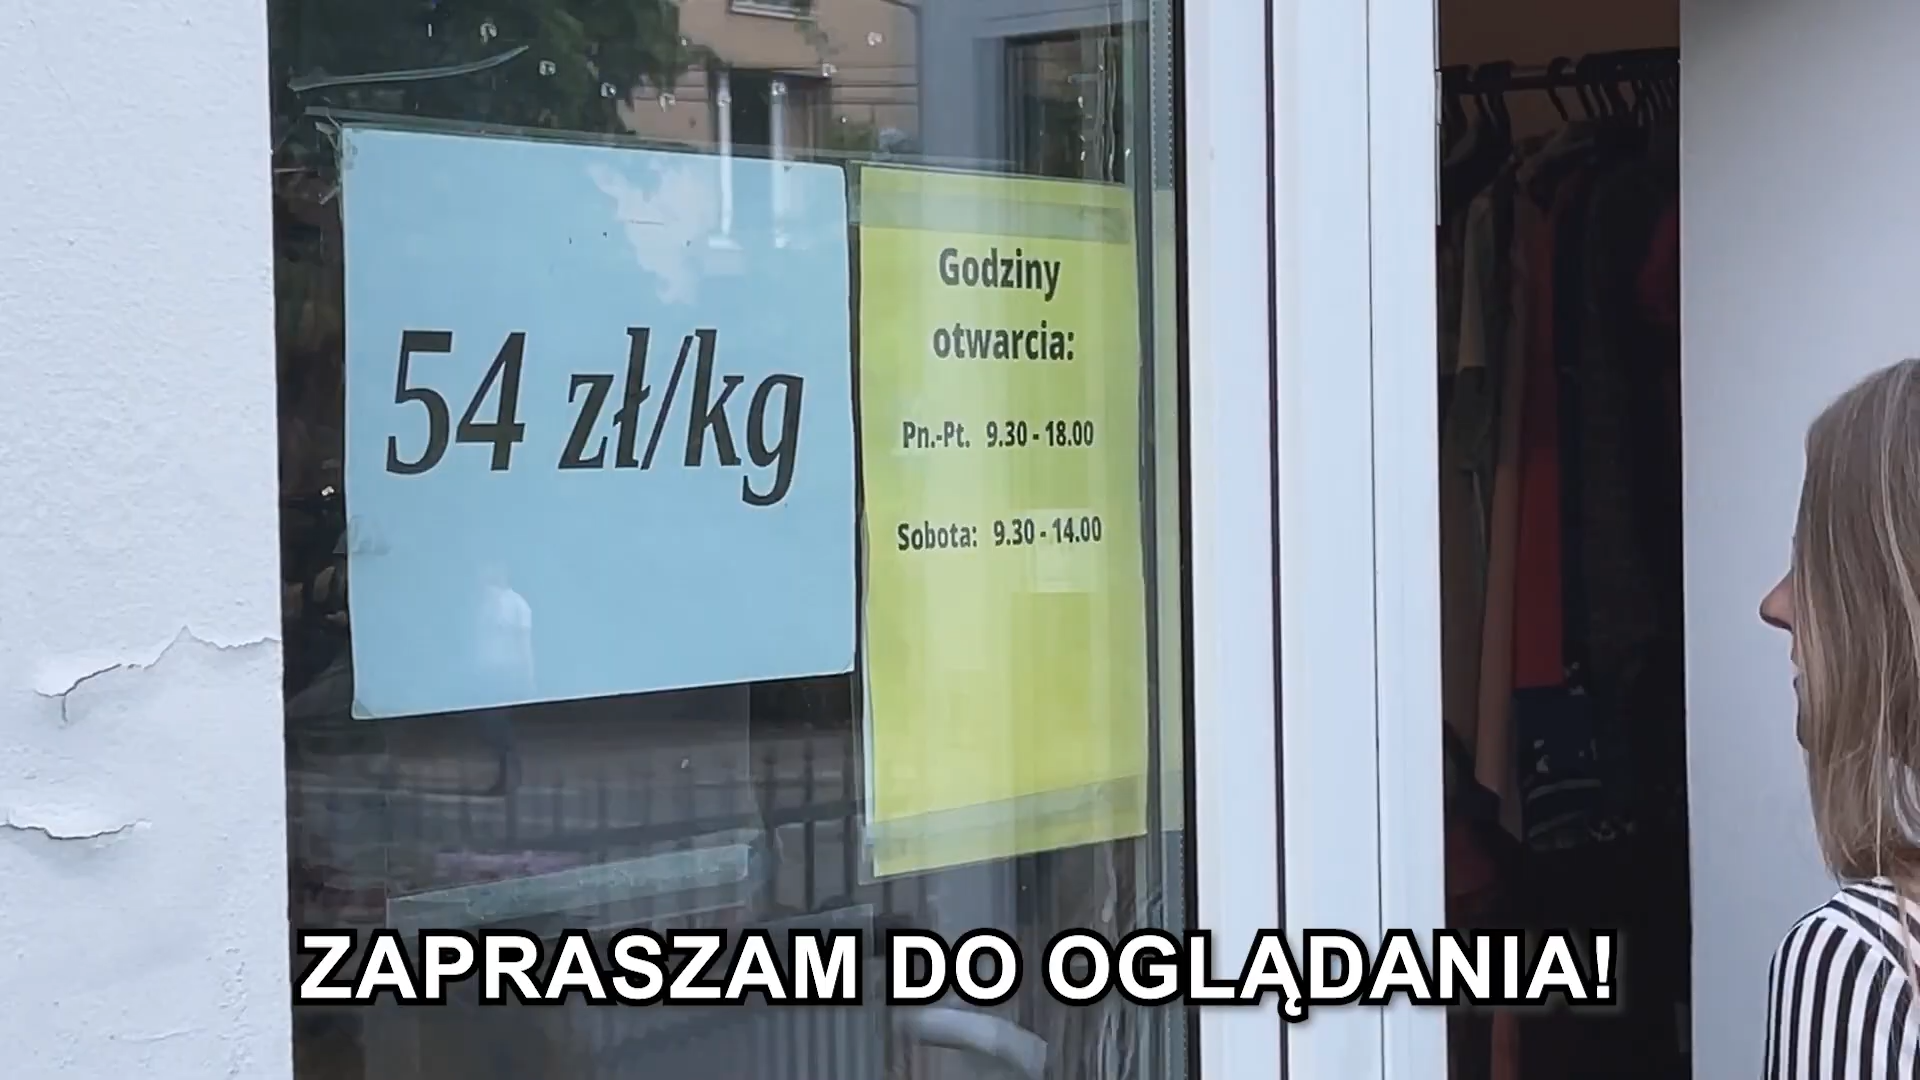 54 zł/kg
Godziny
otwarcia:
Pn.-Pt. 9.30 - 18.00
Sobota: 9.30 - 14.00
ZAPRASZAM DO OGLĄDANIA!